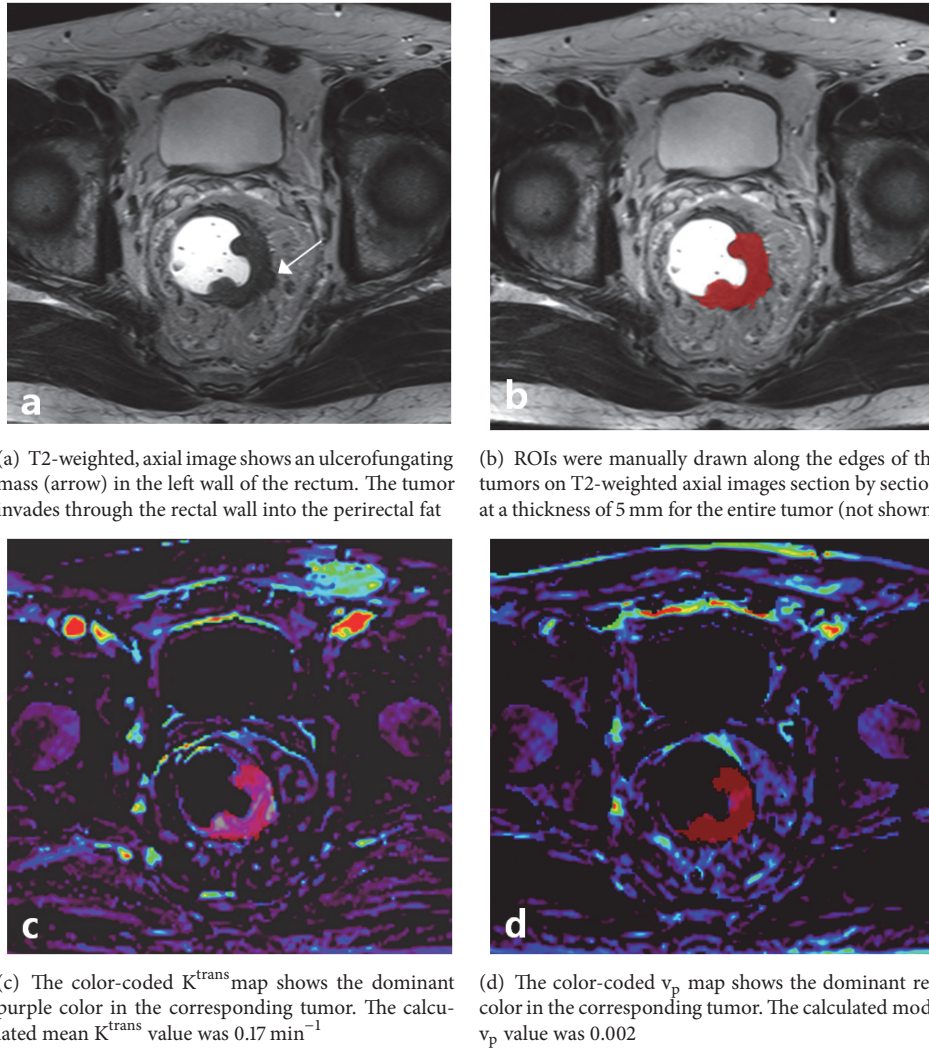 a
b
(a) T2-weighted, axial image shows an ulcerofungating
mass (arrow) in the left wall of the rectum. The tumor
invades through the rectal wall into the perirectal fat
(b) ROIs were manually drawn along the edges of th
tumors on T2-weighted axial images section by section
at a thickness of 5 mm for the entire tumor (not shown
c
d
(c) The color-coded K^trans map shows the dominant
purple color in the corresponding tumor. The calcu-
lated mean K^trans value was 0.17 min⁻¹
(d) The color-coded v_p map shows the dominant re
color in the corresponding tumor. The calculated mod
v_p value was 0.002